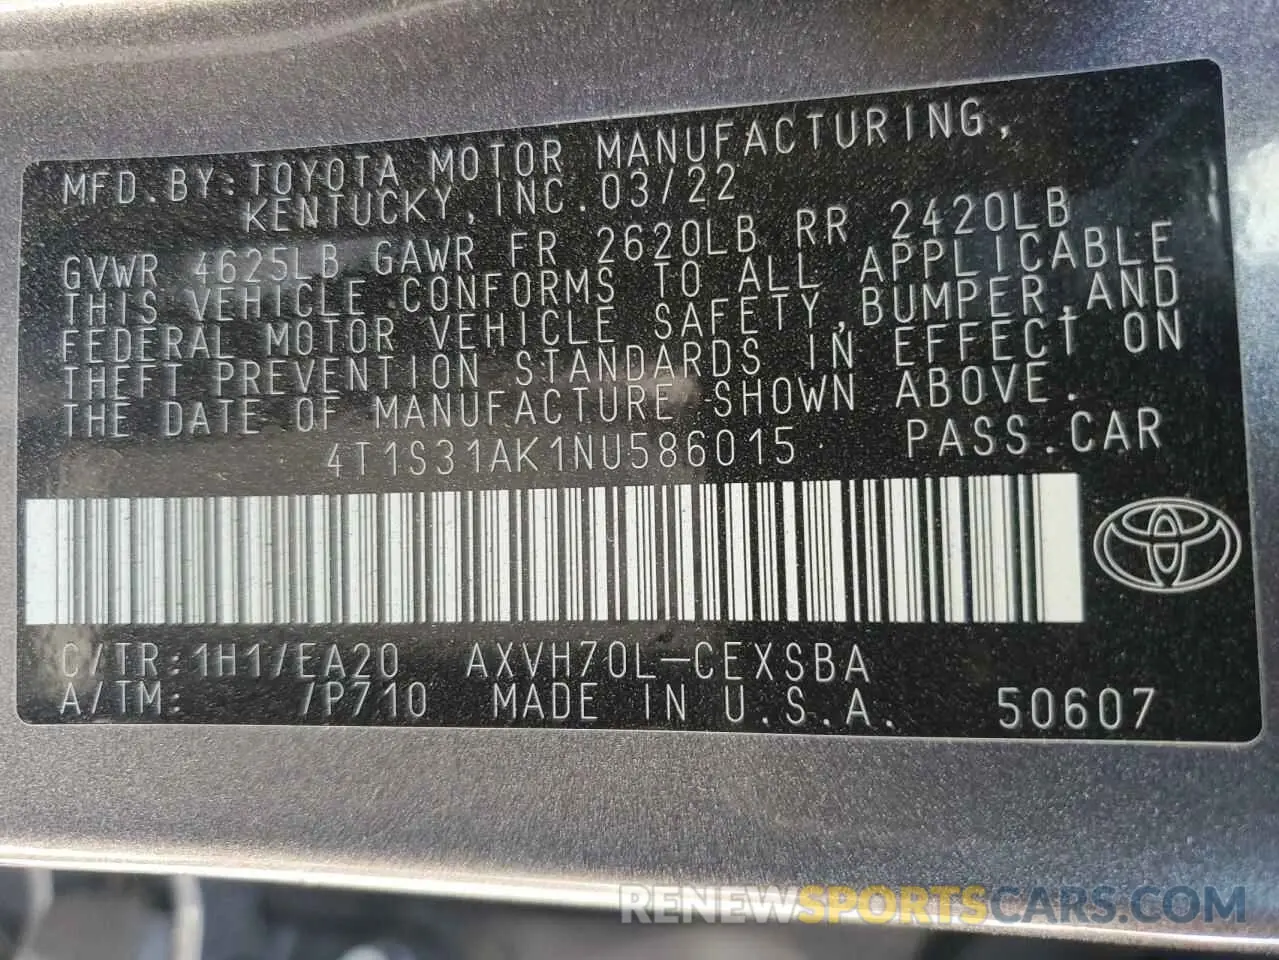 MFD.BY:TOYOTA MOTOR MANUFACTURING,
KENTUCKY,INC.03/22
GVWR 4625LB GAWR FR 2620LB RR 2420LB
THIS VEHICLE CONFORMS TO ALL APPLICABLE
FEDERAL MOTOR VEHICLE SAFETY,BUMPER,AND
THEFT PREVENTION STANDARDS IN EFFECT ON
THE DATE OF MANUFACTURE SHOWN ABOVE.
4T1S31AK1NU586015 PASS.CAR
C/TR:1H1/EA20 AXVH70L-CEXSBA
A/TM: /P710 MADE IN U.S.A. 50607
RENEWSPORTSCARS.COM